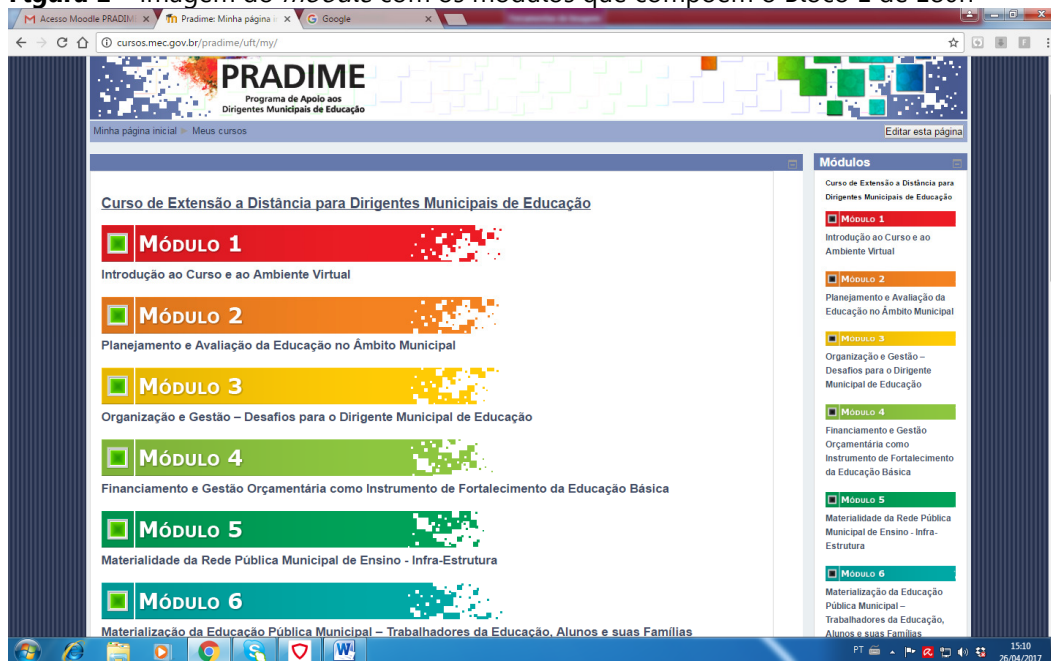 Figura 2 – Imagem do moodle com os módulos que compõem o Bloco 1 de 180h
Acesso Moodle PRADIM
Pradime: Minha página i
Google
cursos.mec.gov.br/pradime/uft/my/
PRADIME
Programa de Apoio aos
Dirigentes Municipais de Educação
Minha página inicial ► Meus cursos
Editar esta página
Curso de Extensão a Distância para Dirigentes Municipais de Educação
MÓDULO 1
Introdução ao Curso e ao Ambiente Virtual
MÓDULO 2
Planejamento e Avaliação da Educação no Âmbito Municipal
MÓDULO 3
Organização e Gestão – Desafios para o Dirigente Municipal de Educação
MÓDULO 4
Financiamento e Gestão Orçamentária como Instrumento de Fortalecimento da Educação Básica
MÓDULO 5
Materialidade da Rede Pública Municipal de Ensino - Infra-Estrutura
MÓDULO 6
Materialização da Educação Pública Municipal – Trabalhadores da Educação, Alunos e suas Famílias
Módulos
Curso de Extensão a Distância para
Dirigentes Municipais de Educação
MÓDULO 1
Introdução ao Curso e ao
Ambiente Virtual
MÓDULO 2
Planejamento e Avaliação da
Educação no Âmbito Municipal
MÓDULO 3
Organização e Gestão –
Desafios para o Dirigente
Municipal de Educação
MÓDULO 4
Financiamento e Gestão
Orçamentária como
Instrumento de Fortalecimento
da Educação Básica
MÓDULO 5
Materialidade da Rede Pública
Municipal de Ensino - Infra-
Estrutura
MÓDULO 6
Materialização da Educação
Pública Municipal –
Trabalhadores da Educação,
Alunos e suas Famílias
PT
15:10
26/04/2017